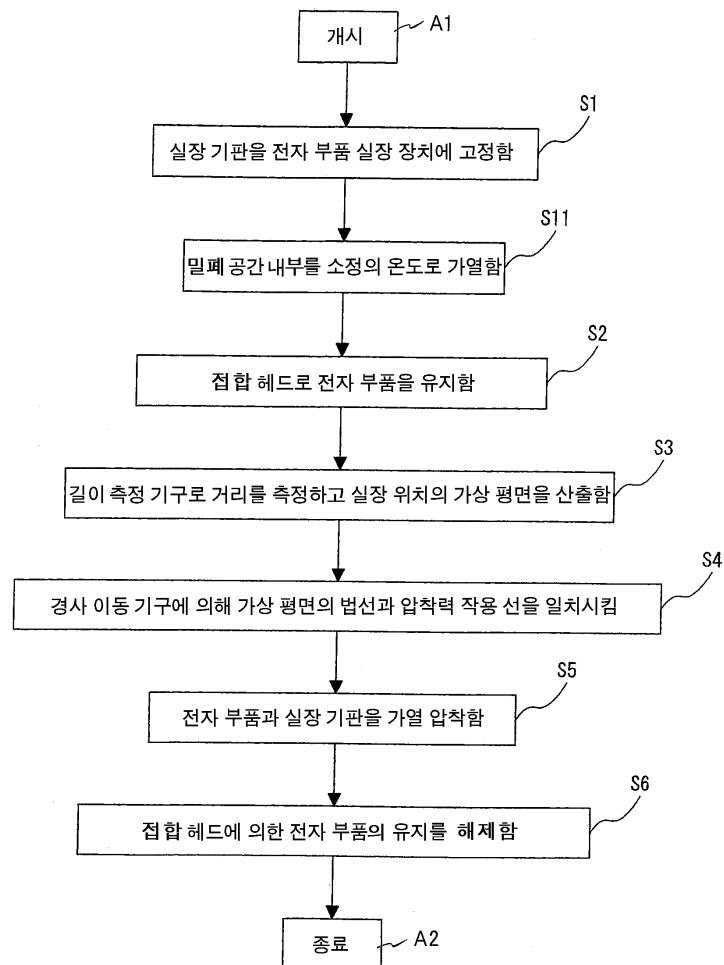 개시
A1
S1
실장 기판을 전자 부품 실장 장치에 고정함
S11
밀폐 공간 내부를 소정의 온도로 가열함
S2
접합 헤드로 전자 부품을 유지함
S3
길이 측정 기구로 거리를 측정하고 실장 위치의 가상 평면을 산출함
S4
경사 이동 기구에 의해 가상 평면의 법선과 압착력 작용 선을 일치시킴
S5
전자 부품과 실장 기판을 가열 압착함
S6
접합 헤드에 의한 전자 부품의 유지를 해제함
종료
A2